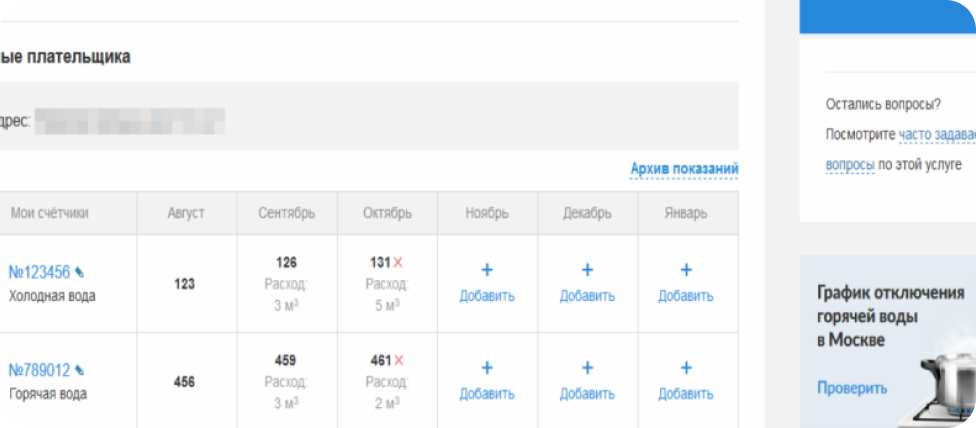 ые плательщика
дрес:
Архив показаний
Мои счётчики Август Сентябрь Октябрь Ноябрь Декабрь Январь
№123456
Холодная вода
123
126
Расход:
3 м³
131
Расход:
5 м³
+
Добавить
+
Добавить
+
Добавить
№789012
Горячая вода
456
459
Расход:
3 м³
461
Расход:
2 м³
+
Добавить
+
Добавить
+
Добавить
Остались вопросы?
Посмотрите часто задавае
вопросы по этой услуге
График отключения
горячей воды
в Москве
Проверить